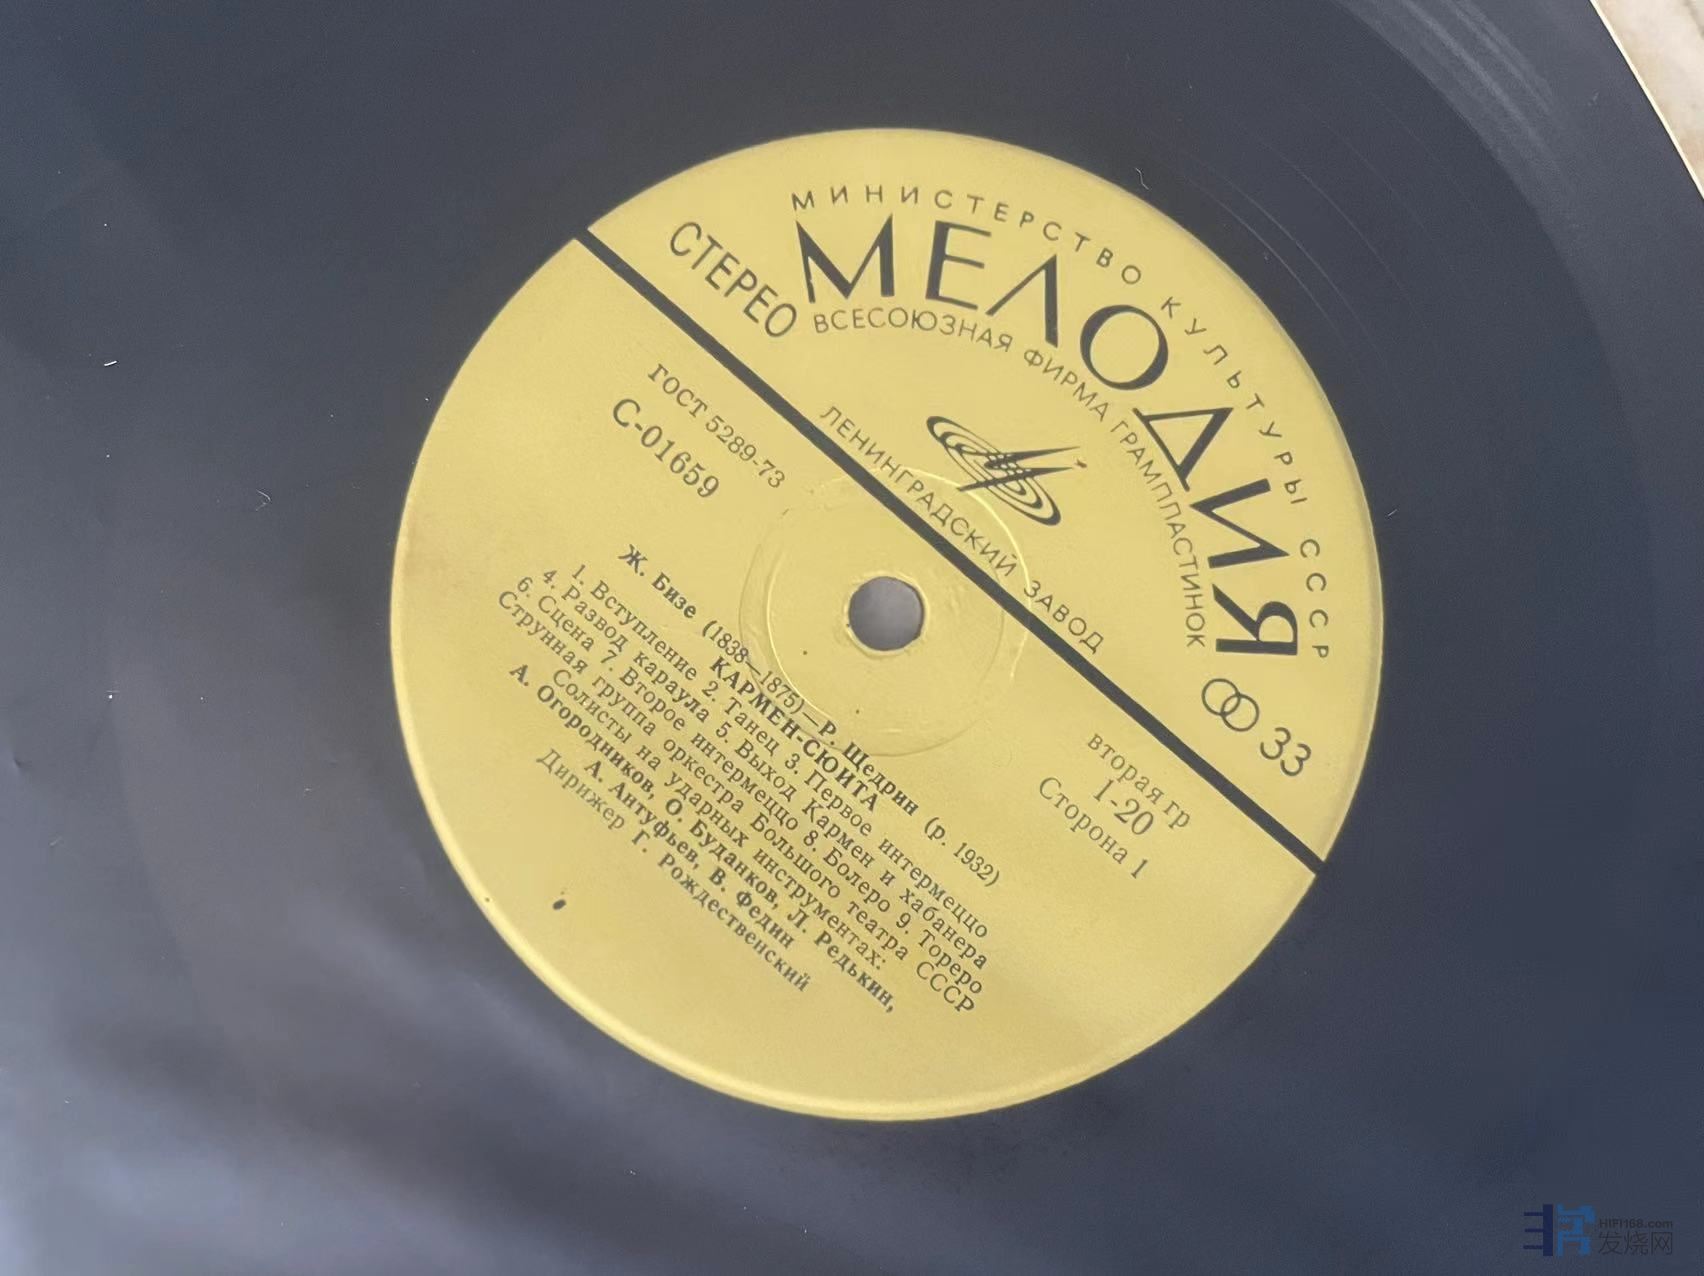 МИНИСТЕРСТВО КУЛЬТУРЫ СССР
МЕЛОДИЯ
СТЕРЕО
33
ВСЕСОЮЗНАЯ ФИРМА ГРАМПЛАСТИНОК
ЛЕНИНГРАДСКИЙ ЗАВОД
ГОСТ 5289-73
С-01659
вторая гр
1-20
Сторона 1
Ж. Бизе (1838—1875)—Р. Щедрин (р. 1932)
КАРМЕН-СЮИТА
1. Вступление 2. Танец 3. Первое интермеццо
4. Развод караула 5. Выход Кармен и хабанера
6. Сцена 7. Второе интермеццо 8. Болеро 9. Тореро
Струнная группа оркестра Большого театра СССР
Солисты на ударных инструментах:
А. Огородников, О. Буданков, Л. Редькин,
А. Антуфьев, В. Федин
Дирижер Г. Рождественский
HIFI168.com
发烧网